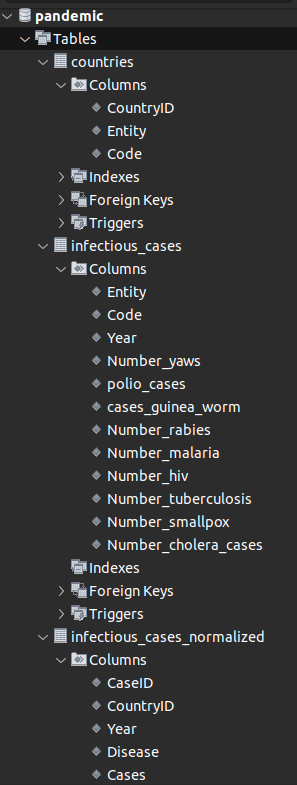 pandemic
Tables
countries
Columns
CountryID
Entity
Code
Indexes
Foreign Keys
Triggers
infectious_cases
Columns
Entity
Code
Year
Number_yaws
polio_cases
cases_guinea_worm
Number_rabies
Number_malaria
Number_hiv
Number_tuberculosis
Number_smallpox
Number_cholera_cases
Indexes
Foreign Keys
Triggers
infectious_cases_normalized
Columns
CaseID
CountryID
Year
Disease
Cases